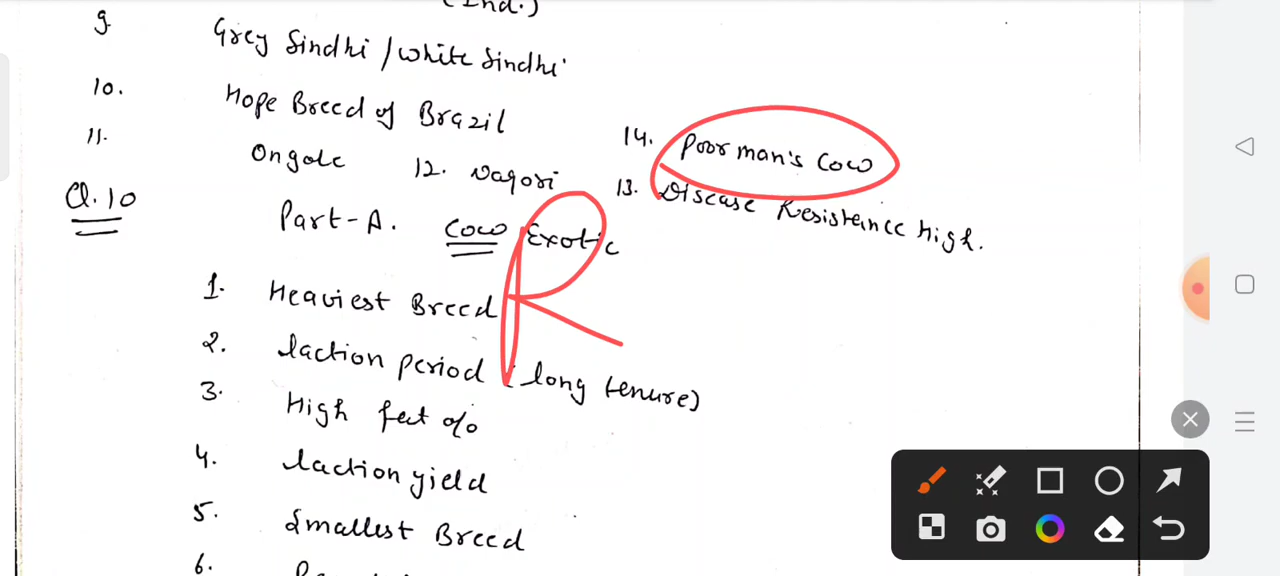 (Ind.)
9. Grey Sindhi / White Sindhi
10. Hope Breed of Brazil
11. Ongole 12. Nagori
14. Poor man's Cow
13. Disease Resistence high.
Q.10 Part-A. Cow Exotic
R
1. Heaviest Breed
2. laction period (long tenure)
3. High fat %
4. laction yield
5. Smallest Breed
6.